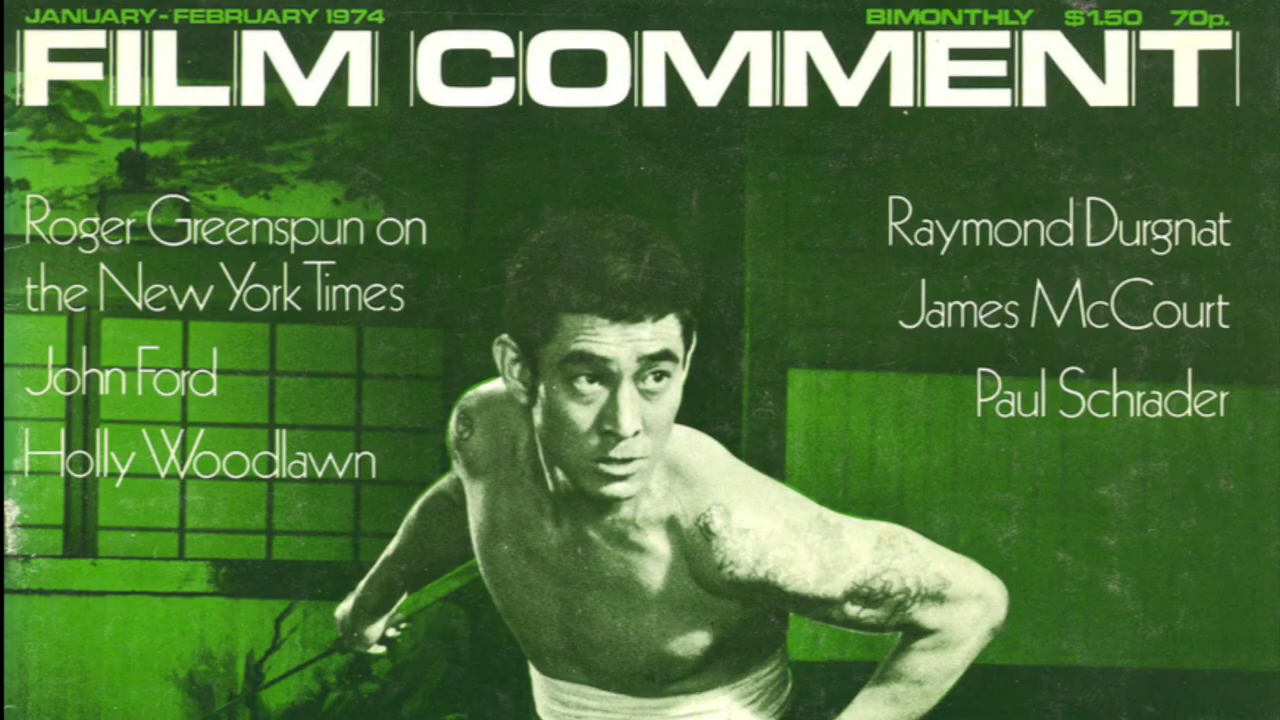 JANUARY-FEBRUARY 1974
BIMONTHLY $1.50 70p.
FILM COMMENT
Roger Greenspun on
the New York Times
John Ford
Holly Woodlawn
Raymond Durgnat
James McCourt
Paul Schrader